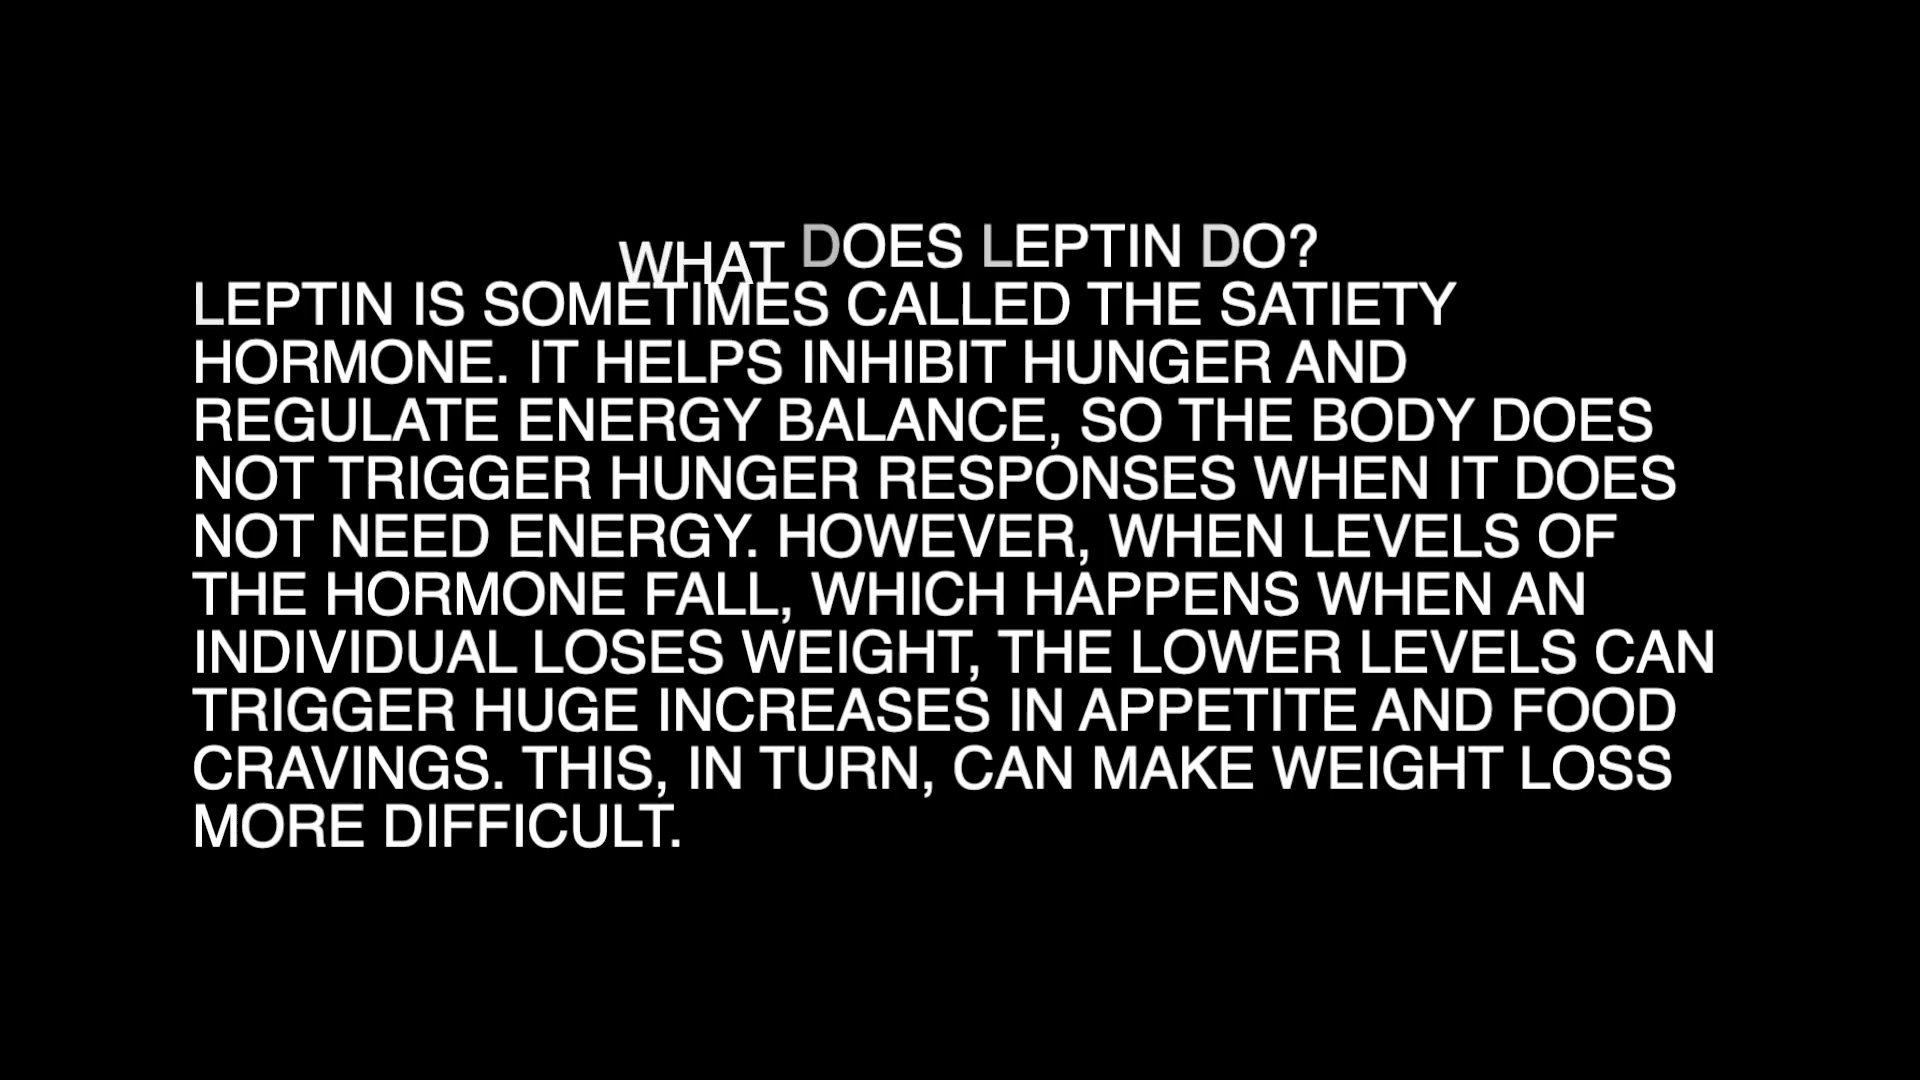 WHAT DOES LEPTIN DO?
LEPTIN IS SOMETIMES CALLED THE SATIETY
HORMONE. IT HELPS INHIBIT HUNGER AND
REGULATE ENERGY BALANCE, SO THE BODY DOES
NOT TRIGGER HUNGER RESPONSES WHEN IT DOES
NOT NEED ENERGY. HOWEVER, WHEN LEVELS OF
THE HORMONE FALL, WHICH HAPPENS WHEN AN
INDIVIDUAL LOSES WEIGHT, THE LOWER LEVELS CAN
TRIGGER HUGE INCREASES IN APPETITE AND FOOD
CRAVINGS. THIS, IN TURN, CAN MAKE WEIGHT LOSS
MORE DIFFICULT.